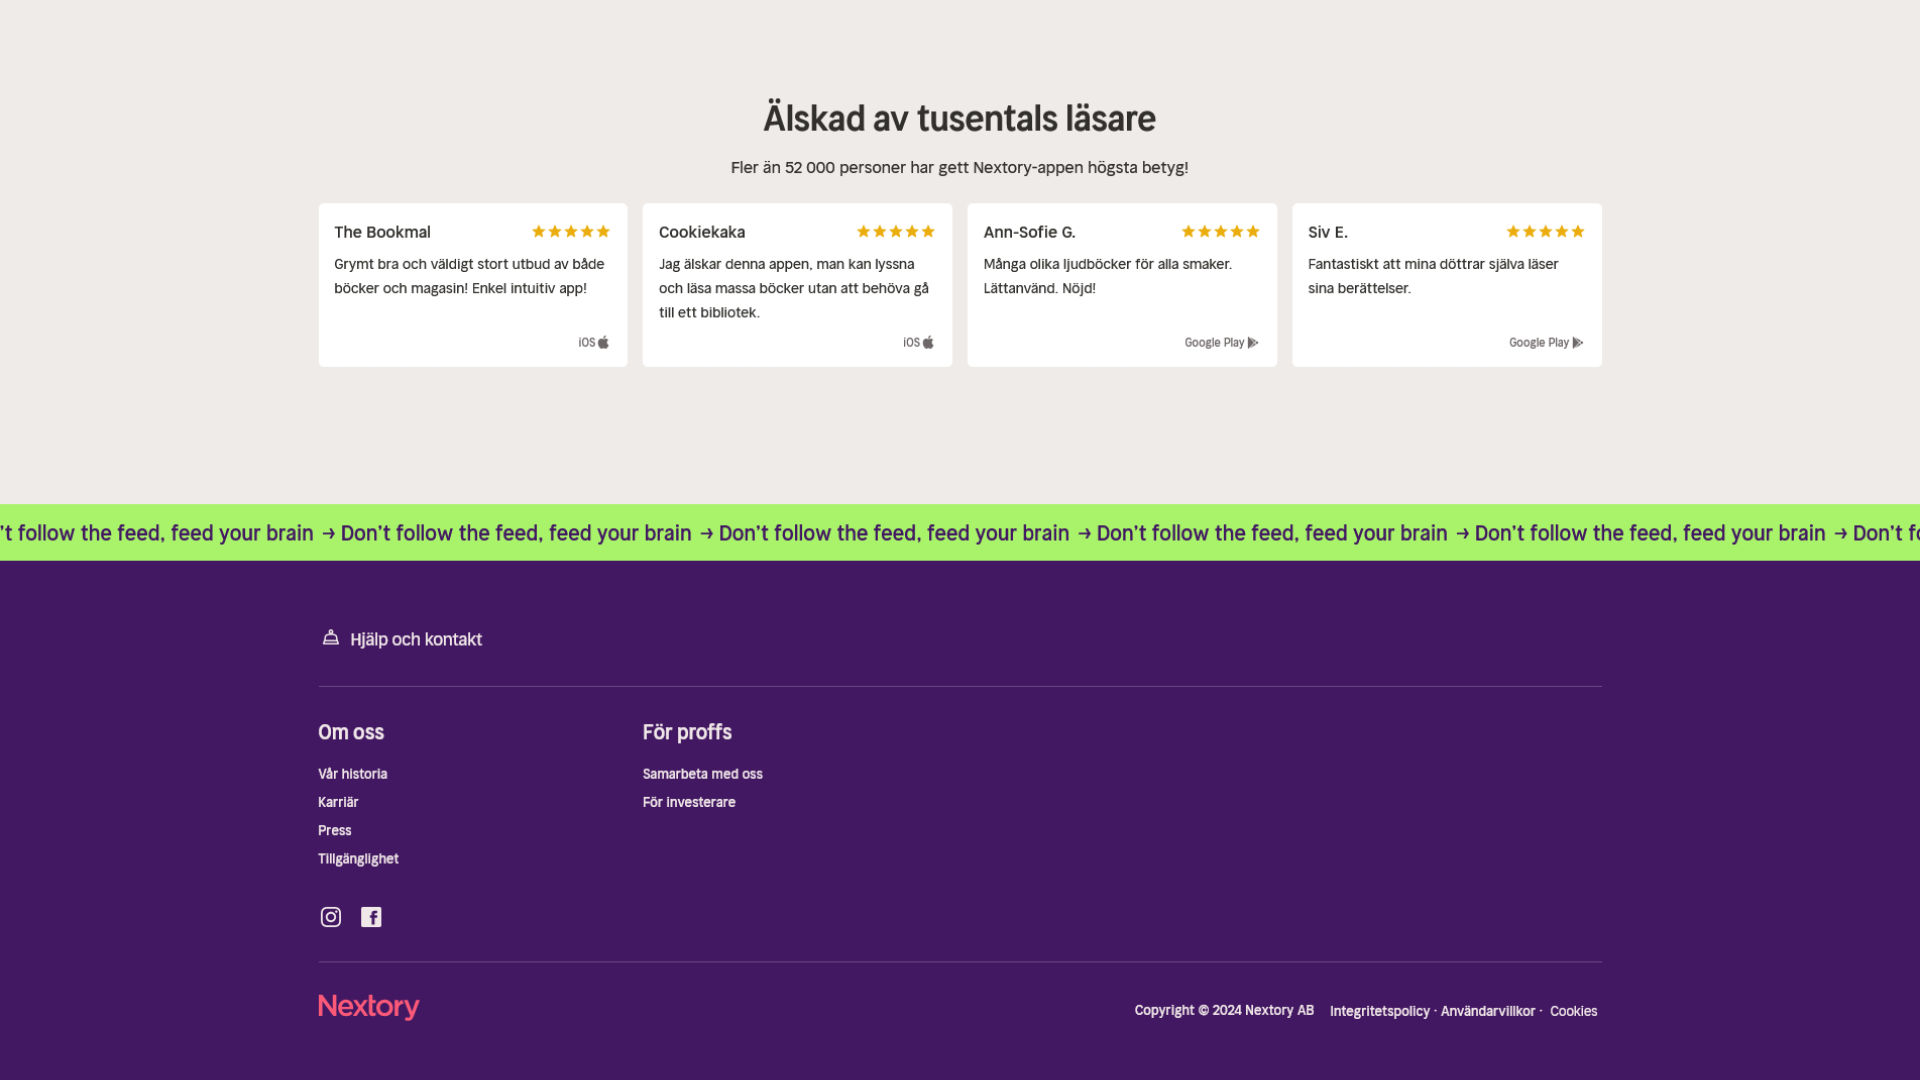 Älskad av tusentals läsare
Fler än 52 000 personer har gett Nextory-appen högsta betyg!
The Bookmal
Grymt bra och väldigt stort utbud av både
böcker och magasin! Enkel intuitiv app!
iOS
Cookiekaka
Jag älskar denna appen, man kan lyssna
och läsa massa böcker utan att behöva gå
till ett bibliotek.
iOS
Ann-Sofie G.
Många olika ljudböcker för alla smaker.
Lättanvänd. Nöjd!
Google Play
Siv E.
Fantastiskt att mina döttrar själva läser
sina berättelser.
Google Play
't follow the feed, feed your brain → Don't follow the feed, feed your brain → Don't follow the feed, feed your brain → Don't follow the feed, feed your brain → Don't follow the feed, feed your brain → Don't f
Hjälp och kontakt
Om oss
Vår historia
Karriär
Press
Tillgänglighet
För proffs
Samarbeta med oss
För investerare
Nextory
Copyright © 2024 Nextory AB Integritetspolicy · Användarvillkor · Cookies